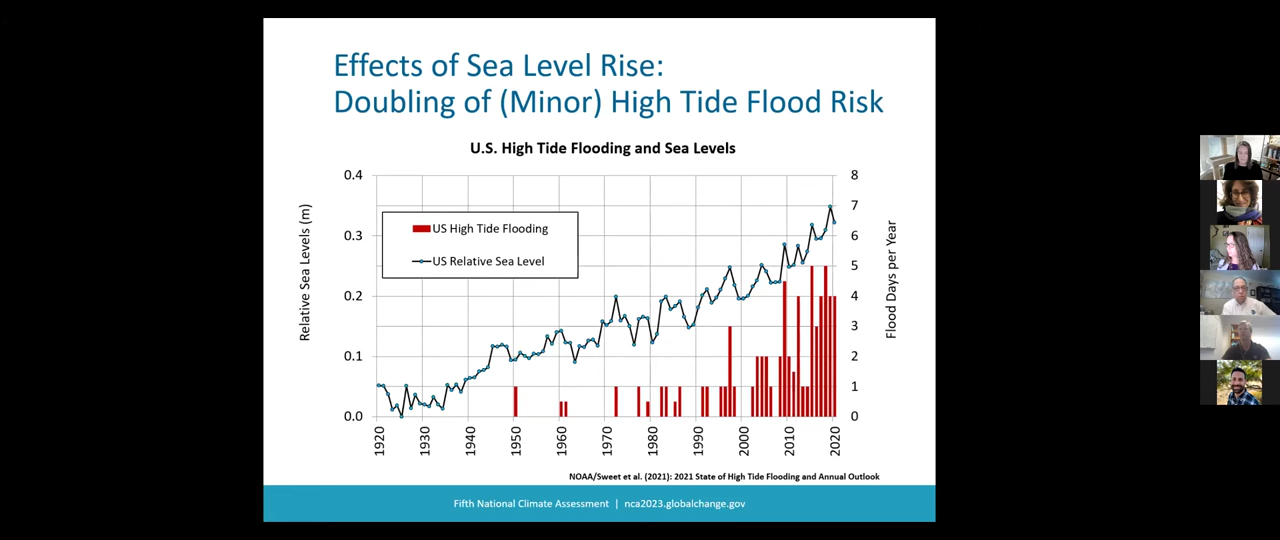 Effects of Sea Level Rise:
Doubling of (Minor) High Tide Flood Risk
U.S. High Tide Flooding and Sea Levels
Relative Sea Levels (m)
0.4
0.3
0.2
0.1
0.0
US High Tide Flooding
US Relative Sea Level
8
7
6
5
4
3
2
1
0
Flood Days per Year
1920
1930
1940
1950
1960
1970
1980
1990
2000
2010
2020
NOAA/Sweet et al. (2021): 2021 State of High Tide Flooding and Annual Outlook
Fifth National Climate Assessment | nca2023.globalchange.gov